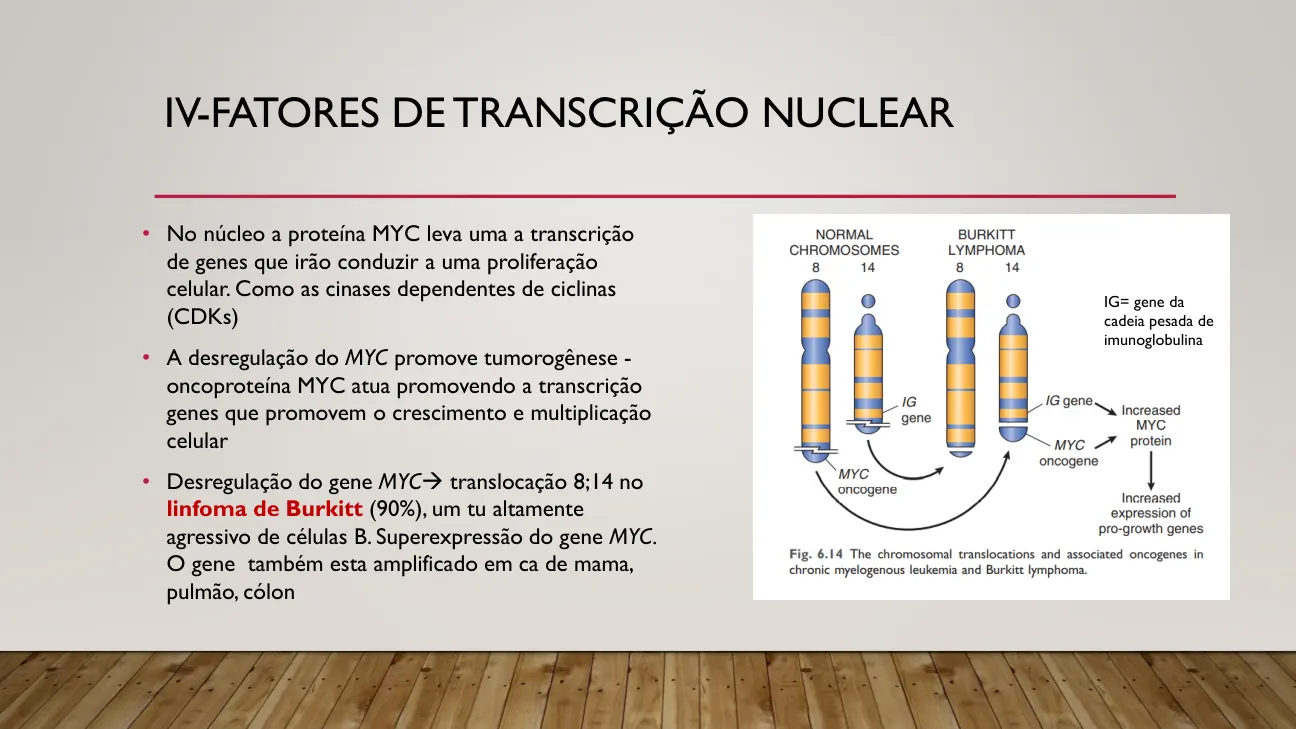 IV-FATORES DE TRANSCRIÇÃO NUCLEAR
• No núcleo a proteína MYC leva uma a transcrição
de genes que irão conduzir a uma proliferação
celular. Como as cinases dependentes de ciclinas
(CDKs)
• A desregulação do MYC promove tumorogênese -
oncoproteína MYC atua promovendo a transcrição
genes que promovem o crescimento e multiplicação
celular
• Desregulação do gene MYC→ translocação 8;14 no
linfoma de Burkitt (90%), um tu altamente
agressivo de células B. Superexpressão do gene MYC.
O gene também esta amplificado em ca de mama,
pulmão, cólon
NORMAL
CHROMOSOMES
8 14
BURKITT
LYMPHOMA
8 14
IG
gene
MYC
oncogene
IG gene
MYC
oncogene
Increased
MYC
protein
Increased
expression of
pro-growth genes
IG= gene da
cadeia pesada de
imunoglobulina
Fig. 6.14 The chromosomal translocations and associated oncogenes in
chronic myelogenous leukemia and Burkitt lymphoma.